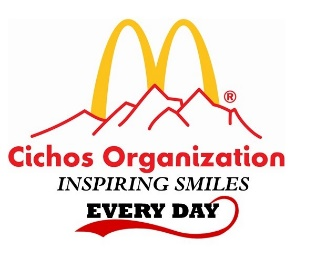 ®
Cichos Organization
INSPIRING SMILES
EVERY DAY